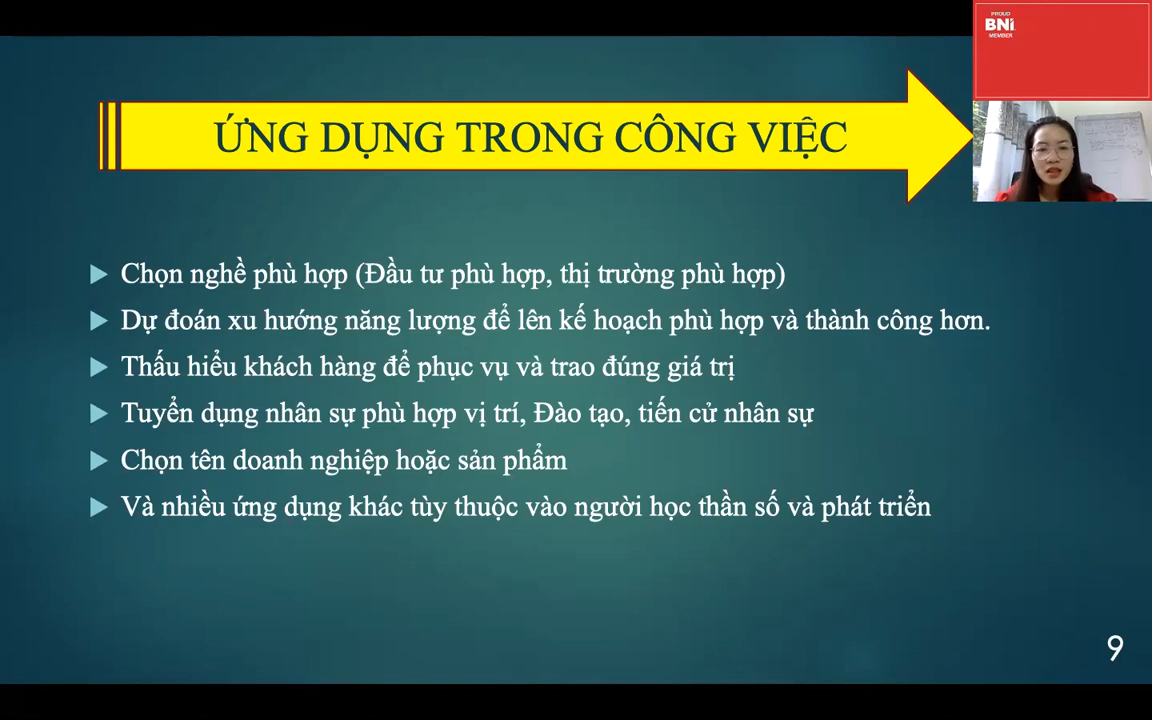 PROUD
BNI
MEMBER
ỨNG DỤNG TRONG CÔNG VIỆC
Chọn nghề phù hợp (Đầu tư phù hợp, thị trường phù hợp)
Dự đoán xu hướng năng lượng để lên kế hoạch phù hợp và thành công hơn.
Thấu hiểu khách hàng để phục vụ và trao đúng giá trị
Tuyển dụng nhân sự phù hợp vị trí, Đào tạo, tiến cử nhân sự
Chọn tên doanh nghiệp hoặc sản phẩm
Và nhiều ứng dụng khác tùy thuộc vào người học thần số và phát triển
9